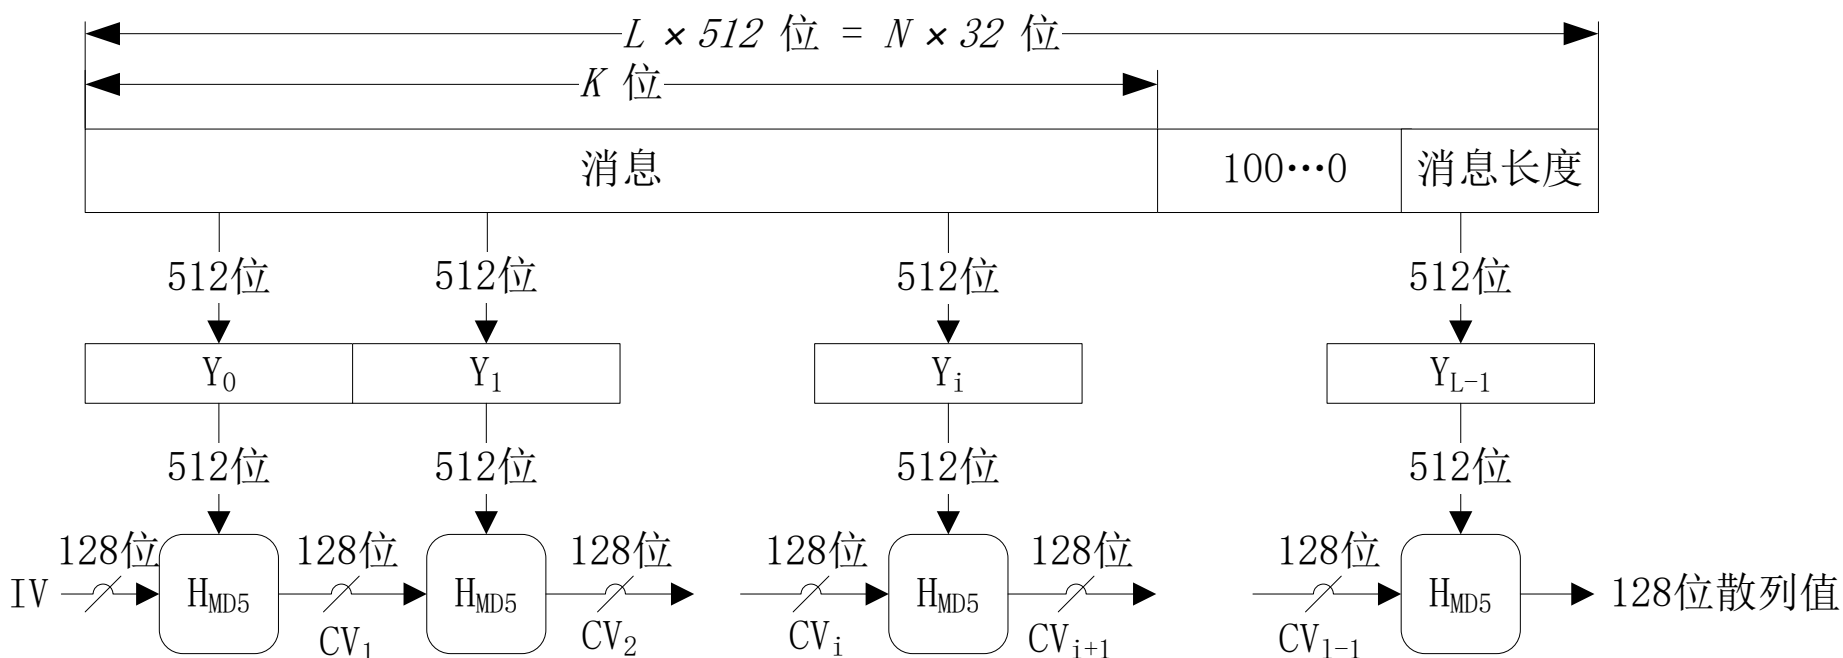 L × 512 位 = N × 32 位
K 位
消息 100…0 消息长度
512位 512位 512位 512位
Y0 Y1 Yi YL-1
512位 512位 512位 512位
128位 128位 128位 128位 128位 128位
IV HMD5 HMD5 HMD5 HMD5 128位散列值
CV1 CV2 CVi CVi+1 CVl-1